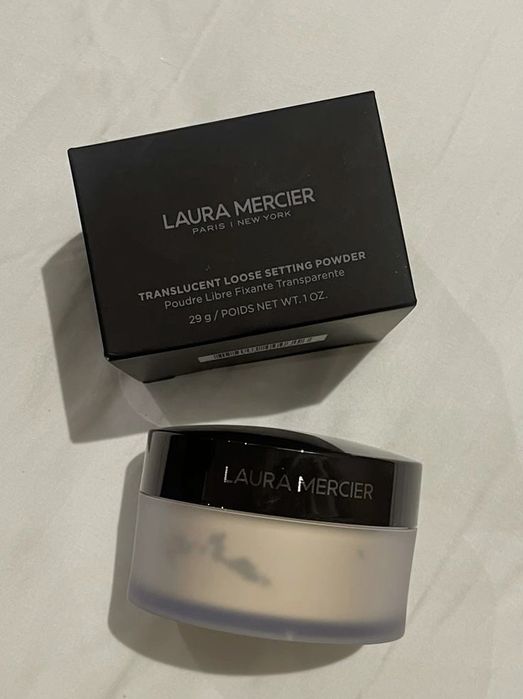 LAURA MERCIER
PARIS | NEW YORK
TRANSLUCENT LOOSE SETTING POWDER
Poudre Libre Fixante Transparente
29 g / POIDS NET WT. 1 OZ.
LAURA MERCIER